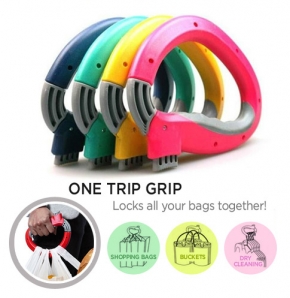 ONE TRIP GRIP
Locks all your bags together!
SHOPPING BAGS
BUCKETS
DRY
CLEANING